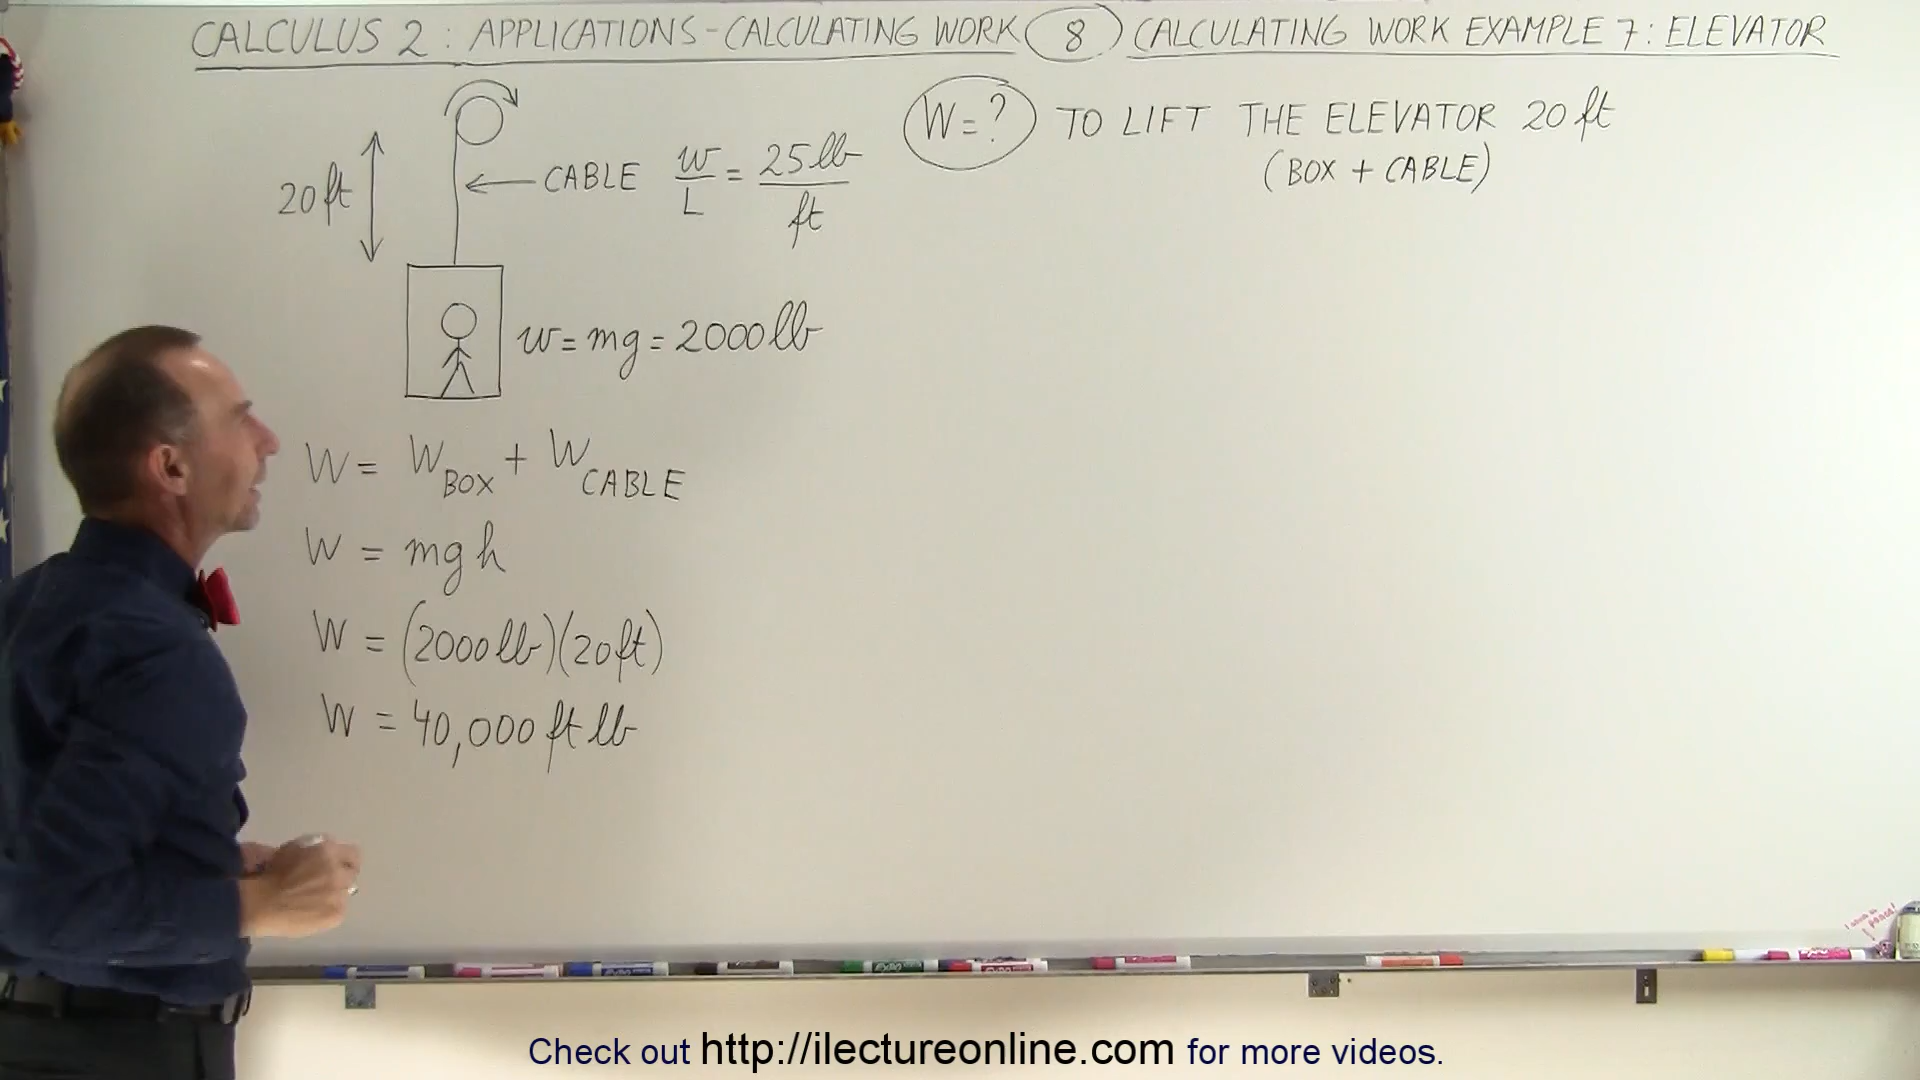 CALCULUS 2: APPLICATIONS - CALCULATING WORK 8 CALCULATING WORK EXAMPLE 7: ELEVATOR
20 ft
CABLE w/L = 25 lb/ft
w = mg = 2000 lb
W = W BOX + W CABLE
W = mgh
W = (2000 lb)(20 ft)
W = 40,000 ft lb
W = ? TO LIFT THE ELEVATOR 20 ft
(BOX + CABLE)
Check out http://ilectureonline.com for more videos.